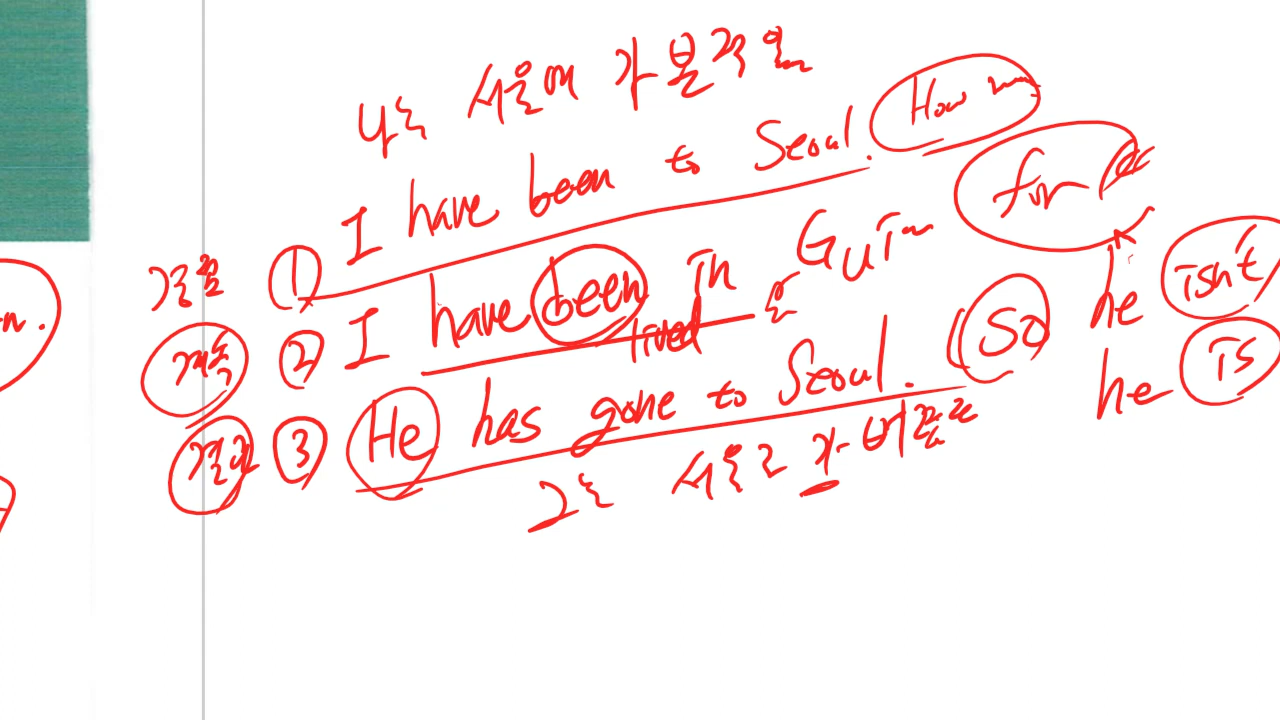 나는 서울에 가 본적 있
I have been to Seoul. How
경험 ① I have been in for
계속 ② lived he isn't
결과 ③ He has gone to Seoul. (So he is
그는 서울로 가 버렸